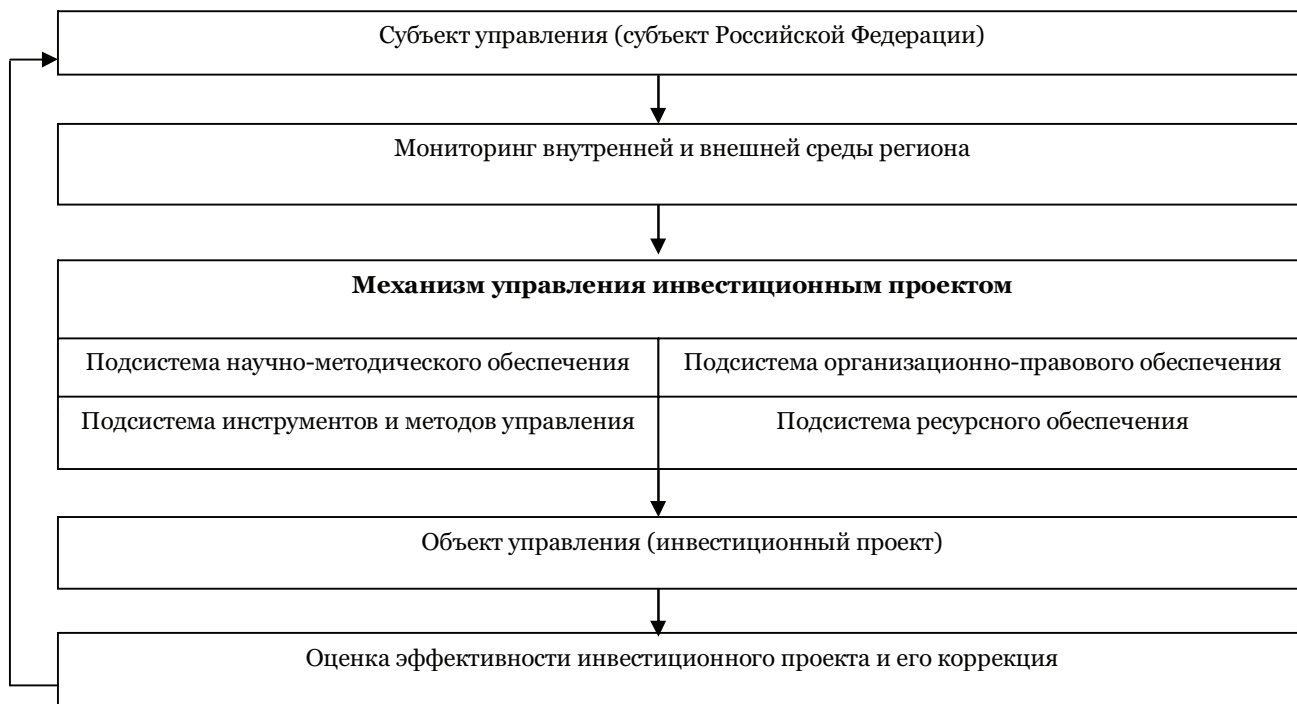 Субъект управления (субъект Российской Федерации)
Мониторинг внутренней и внешней среды региона
Механизм управления инвестиционным проектом
Подсистема научно-методического обеспечения
Подсистема организационно-правового обеспечения
Подсистема инструментов и методов управления
Подсистема ресурсного обеспечения
Объект управления (инвестиционный проект)
Оценка эффективности инвестиционного проекта и его коррекция